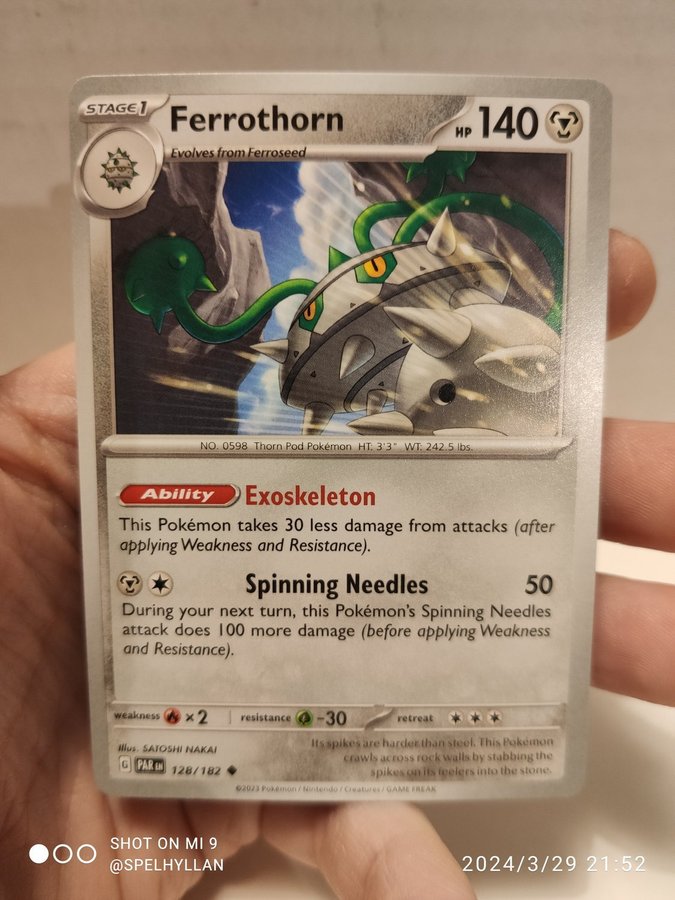 STAGE 1
Ferrothorn
HP 140
Evolves from Ferroseed
NO. 0598 Thorn Pod Pokémon HT: 3'3" WT: 242.5 lbs.
Ability Exoskeleton
This Pokémon takes 30 less damage from attacks (after
applying Weakness and Resistance).
Spinning Needles 50
During your next turn, this Pokémon's Spinning Needles
attack does 100 more damage (before applying Weakness
and Resistance).
weakness ×2 resistance -30 retreat
Illus. SATOSHI NAKAI
Its spikes are harder than steel. This Pokémon
crawls across rock walls by stabbing the
spikes on its feelers into the stone.
G PAR EN 128/182
©2023 Pokémon / Nintendo / Creatures / GAME FREAK
SHOT ON MI 9
@SPELHYLLAN
2024/3/29 21:52